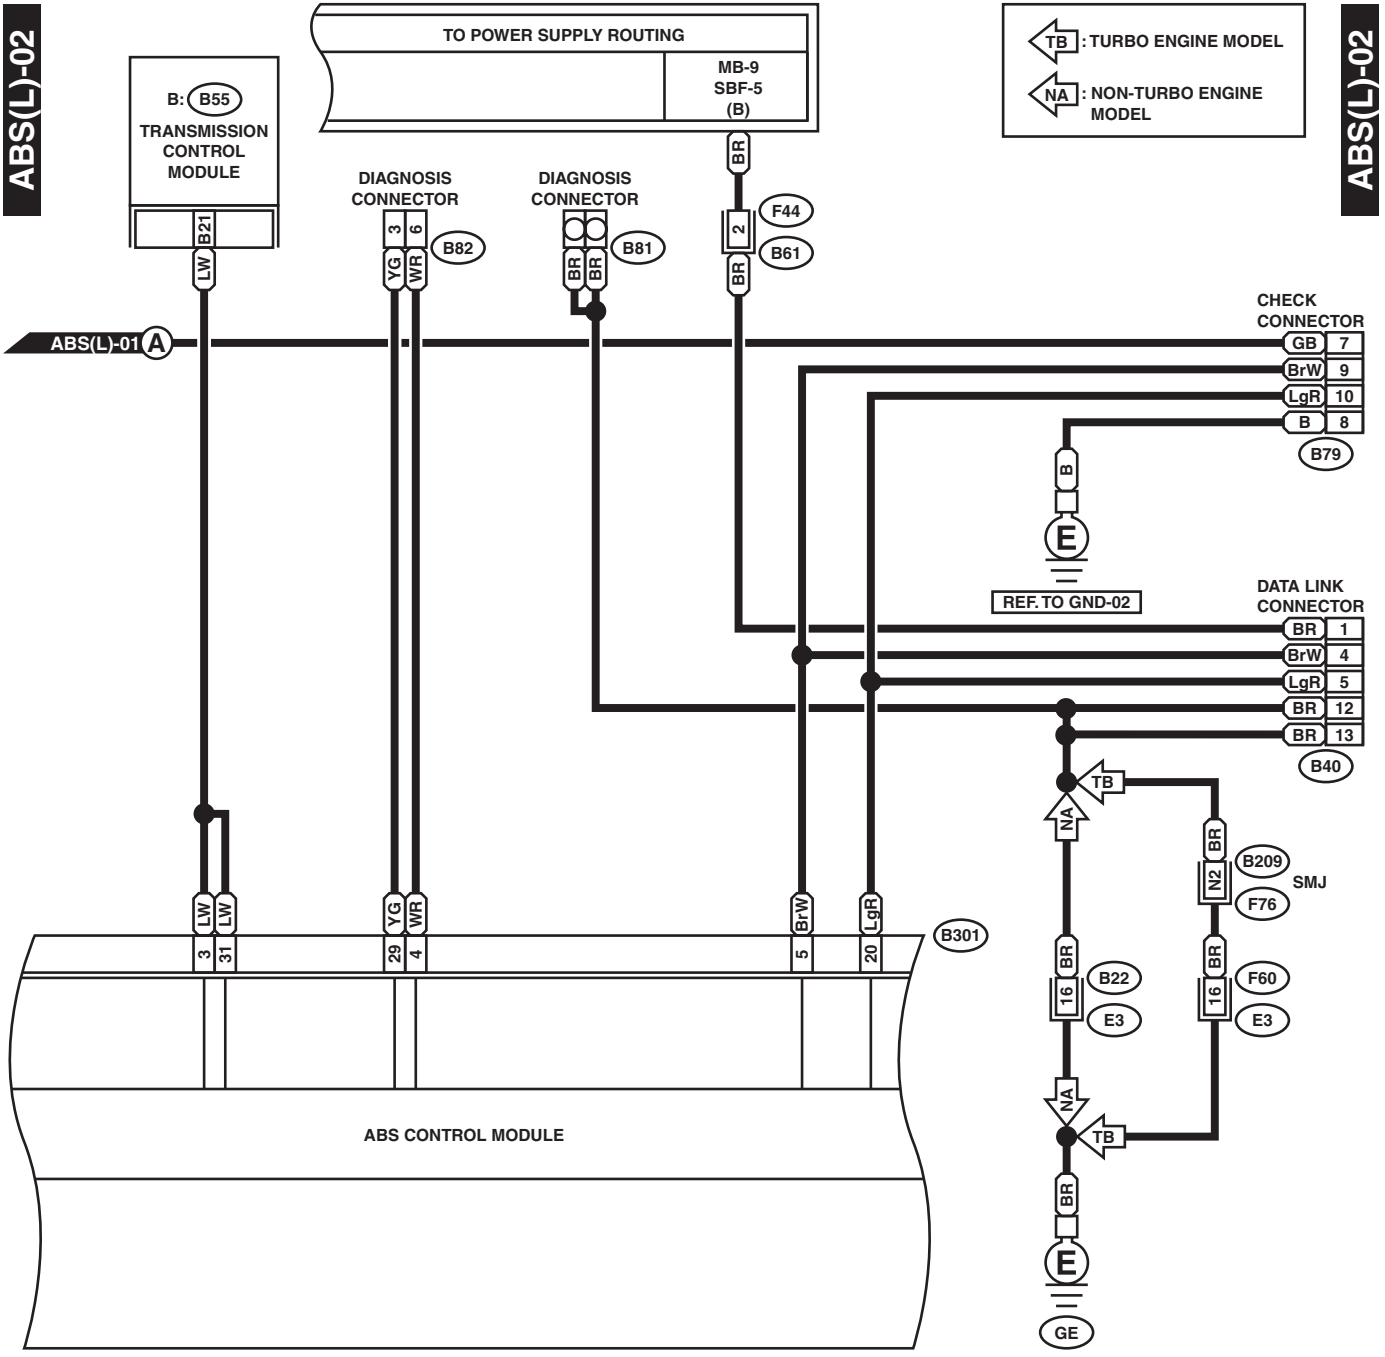 ABS(L)-02
TO POWER SUPPLY ROUTING
MB-9
SBF-5
(B)
TB : TURBO ENGINE MODEL
NA : NON-TURBO ENGINE
MODEL
ABS(L)-02
B: B55
TRANSMISSION
CONTROL
MODULE
B21
LW
DIAGNOSIS
CONNECTOR
3 6
B82
YG WR
DIAGNOSIS
CONNECTOR
B81
BR BR
BR
2
F44
B61
BR
ABS(L)-01 A
CHECK
CONNECTOR
GB 7
BrW 9
LgR 10
B 8
B79
B
E
REF. TO GND-02
DATA LINK
CONNECTOR
BR 1
BrW 4
LgR 5
BR 12
BR 13
B40
TB
NA
BR
N2
B209
SMJ
F76
BR
BR
16
B22
E3
16
F60
E3
NA
TB
BR
E
GE
LW LW
YG WR
BrW
LgR
3 31
29 4
5
20
B301
ABS CONTROL MODULE